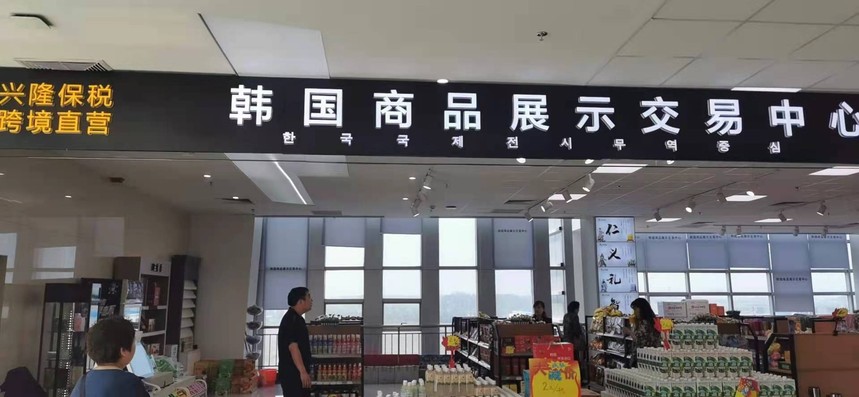 兴隆保税
跨境直营
韩国商品展示交易中心
한국국제전시무역중심
仁
义
礼